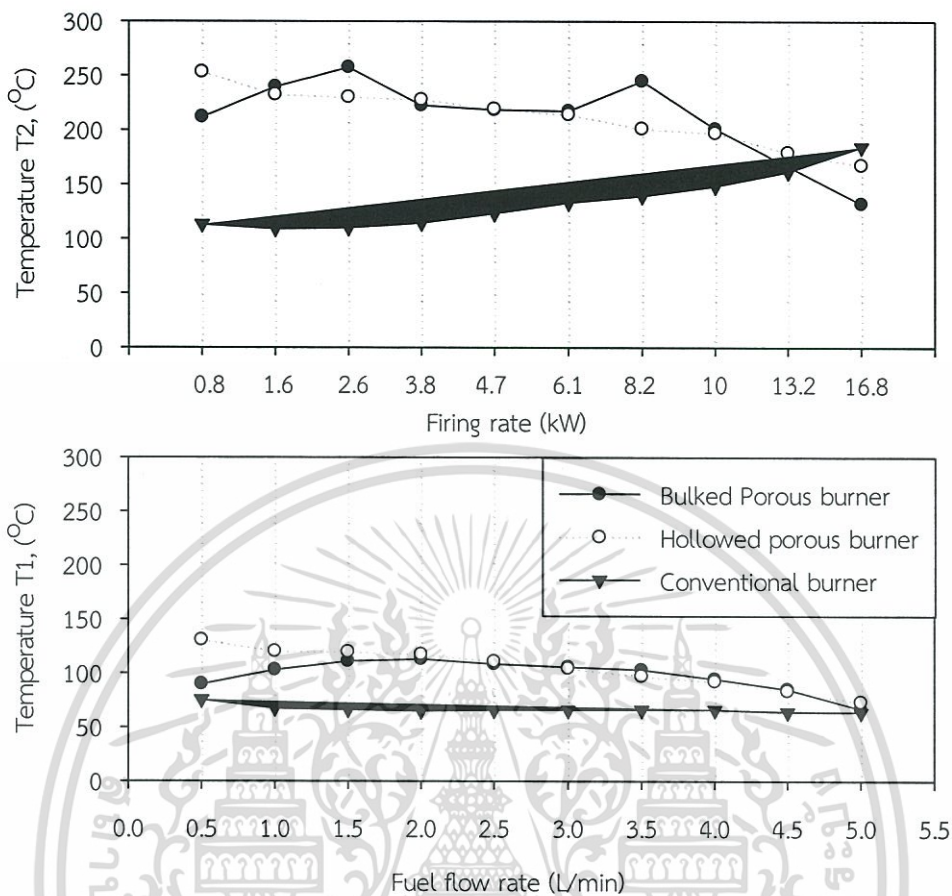 300
250
200
150
100
50
0
Temperature T2, (°C)
0.8 1.6 2.6 3.8 4.7 6.1 8.2 10 13.2 16.8
Firing rate (kW)
300
250
200
150
100
50
0
Temperature T1, (°C)
Bulked Porous burner
Hollowed porous burner
Conventional burner
0.0 0.5 1.0 1.5 2.0 2.5 3.0 3.5 4.0 4.5 5.0 5.5
Fuel flow rate (L/min)